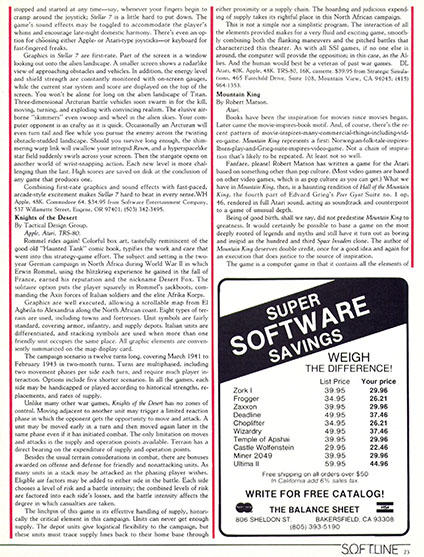 stopped and started at any time—say, whenever your fingers begin to
cramp around the joystick; Stellar 7 is a little hard to put down. The
game's sound effects may be toggled to accommodate the player's
whims and encourage late-night domestic harmony. There's even an op-
tion for choosing either Apple- or Atari-type joysticks—or keyboard for
fast-fingered freaks.
Graphics in Stellar 7 are first-rate. Part of the screen is a window
looking out onto the alien landscape. A smaller screen shows a radarlike
view of approaching obstacles and vehicles. In addition, the energy level
and shield strength are constantly monitored with on-screen gauges,
while the current star system and score are displayed on the top of the
screen. You won't be alone for long on the alien landscape of Titan.
Three-dimensional Arcturan battle vehicles soon swarm in for the kill,
moving, turning, and exploding with convincing realism. The elusive air-
borne "skimmers" even swoop and wheel in the alien skies. Your com-
puter opponent is as crafty as it is quick. Occasionally an Arcturan will
even turn tail and flee while you pursue the enemy across the twisting
obstacle-studded landscape. Should you survive long enough, the shim-
mering warp link will swallow your intrepid Raven, and a hyperspace-like
star field suddenly swirls across your screen. Then the stargate opens on
another world of wrist-snapping action. Each new level is more chal-
lenging than the last. High scores are saved on disk at the conclusion of
any game that produces one.
Combining first-rate graphics and sound effects with fast-paced,
arcade-style excitement makes Stellar 7 hard to beat in every sense. WH
Apple, 48K. Commodore 64. $34.95 from Software Entertainment Company,
537 Willamette Street, Eugene, OR 97401; (503) 342-3495.
Knights of the Desert
By Tactical Design Group.
Apple, Atari, TRS-80.
Rommel rides again! Colorful box art, tastefully reminiscent of the
good old "Haunted Tank" comic book, typifies the work and care that
went into this strategy-game effort. The subject and setting is the two-
year German campaign in North Africa during World War II in which
Erwin Rommel, using the blitzkrieg experience he gained in the fall of
France, earned his reputation and the nickname Desert Fox. The
solitaire option puts the player squarely in Rommel's jackboots, com-
manding the Axis forces of Italian soldiers and the elite Afrika Korps.
Graphics are well executed, allowing a scrollable map from El
Agheila to Alexandria along the North African coast. Eight types of ter-
rain are used, including towns and fortresses. Unit symbols are fairly
standard, covering armor, infantry, and supply depots. Italian units are
differentiated, and stacking symbols are used when more than one
friendly unit occupies the same place. All graphic elements are conven-
iently summarized on the map display card.
The campaign scenario is twelve turns long, covering March 1941 to
February 1943 in two-month turns. Turns are multiphased, including
two movement phases per side each turn, and require much player in-
teraction. Options include five shorter scenarios. In all the games, each
side may be handicapped or played according to historical strengths, re-
placements, and rates of supply.
Unlike many other war games, Knights of the Desert has no zones of
control. Moving adjacent to another unit may trigger a limited reaction
phase in which the opponent gets the opportunity to move and attack. A
unit may be moved early in a turn and then moved again later in the
same phase even if it has initiated combat. The only limitation on moves
and attacks is the supply and operation points available. Terrain has a
direct bearing on the expenditure of supply and operation points.
Besides the usual terrain considerations in combat, there are bonuses
awarded on offense and defense for friendly and nonattacking units. As
many units in a stack may be attacked as the phasing player wishes.
Eligible air factors may be added to either side in the battle. Each side
chooses a level of risk and a battle intensity; the combined levels of risk
are factored into each side's losses, and the battle intensity affects the
degree in which casualties are taken.
The linchpin of this game is its effective handling of supply, histori-
cally the critical element in this campaign. Units can never get enough
supply. The depot units give logistical flexibility to the campaign, but
these units must trace supply lines back to their home base through
either proximity or a supply chain. The hoarding and judicious expend-
ing of supply takes its rightful place in this North African campaign.
This is not a simple nor a simplistic program. The interaction of all
the elements provided makes for a very fluid and exciting game, smooth-
ly combining both the flanking maneuvers and the pitched battles that
characterized this theater. As with all SSI games, if no one else is
around, the computer will provide the opposition; in this case, as the Al-
lies. And the human would best be a veteran of past war games. DL
Atari, 40K. Apple, 48K. TRS-80, 16K, cassette. $39.95 from Strategic Simula-
tions, 465 Fairchild Drive, Suite 108, Mountain View, CA 94043; (415)
964-1353.
Mountain King
By Robert Matson.
Atari.
Books have been the inspiration for movies since movies began.
Later came the movie-inspires-book motif. And, of course, there's the re-
cent pattern of movie-inspires-many-commercial-things-including-vid-
eo-game. Mountain King represents a first: Norwegian-folk-tale-inspires-
Ibsen-play-and-Grieg-suite-inspires-video-game. Not a chain of inspira-
tion that's likely to be repeated. At least not so well.
Fanfare, please! Robert Matson has written a game for the Atari
based on something other than pop culture. (Most video games are based
on other video games, which is as pop culture as you can get.) What we
have in Mountain King, then, is a haunting rendition of Hall of the Mountain
King, the fourth part of Edvard Grieg's Peer Gynt Suite no. 1 op.
46, rendered in full Atari sound, acting as soundtrack and counterpoint
to a game of unusual depth.
Being of good birth, shall we say, did not predestine Mountain King to
greatness. It would certainly be possible to base a game on the most
deeply rooted of legends and myths and still have it turn out as boring
and insipid as the hundred and third Space Invaders clone. The author of
Mountain King deserves double credit, once for a good idea and again for
an execution that does justice to the source of inspiration.
The game is a computer game in that it contains all the elements of
SUPER
SOFTWARE
SAVINGS
WEIGH
THE DIFFERENCE!
List Price Your price
Zork I 39.95 29.96
Frogger 34.95 26.21
Zaxxon 39.95 29.96
Deadline 49.95 37.46
Choplifter 34.95 26.21
Wizardry 49.95 37.46
Temple of Apshai 39.95 29.96
Castle Wolfenstein 29.95 22.46
Miner 2049 39.95 29.96
Ultima II 59.95 44.96
Free shipping on all orders over $50
In California add 6% sales tax.
WRITE FOR FREE CATALOG!
THE BALANCE SHEET
806 SHELDON ST. BAKERSFIELD, CA 93308
(805) 393-5190
SOFTLINE 23